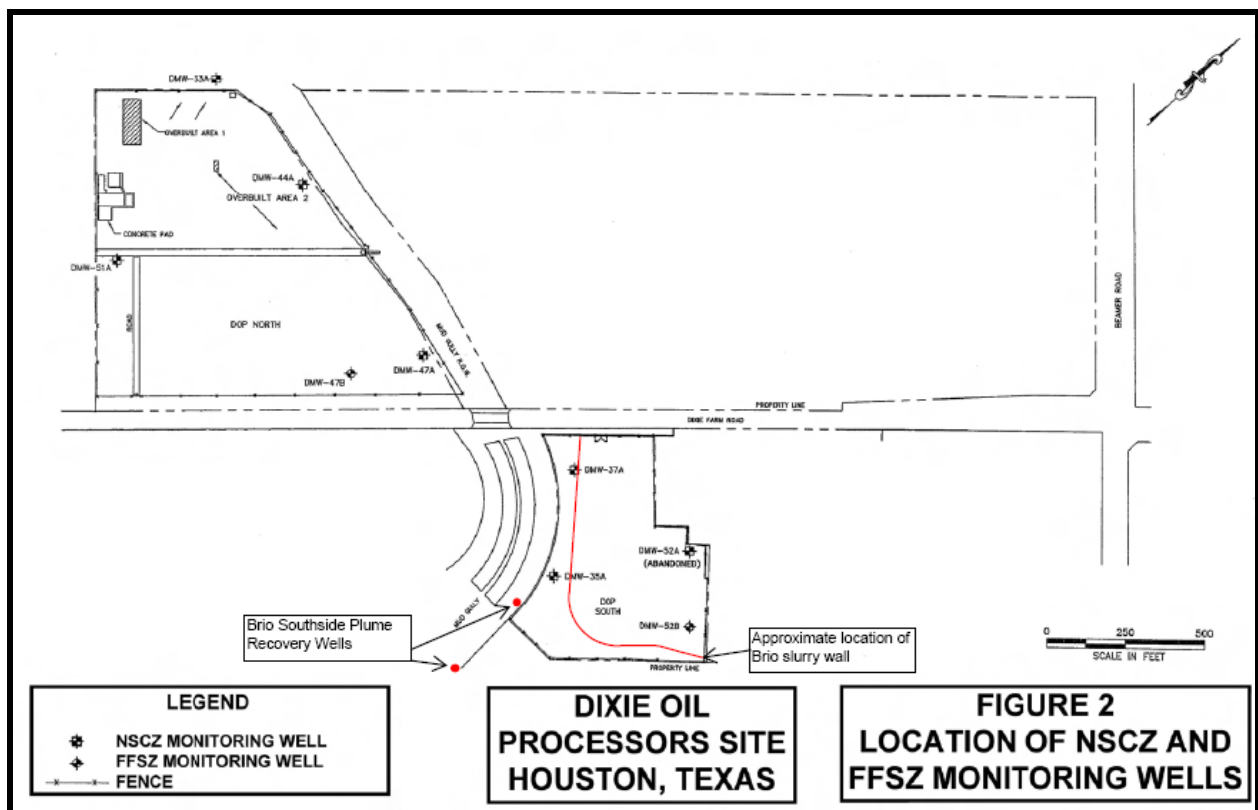 DMW-33A
OVERBUILT AREA 1
DMW-44A
OVERBUILT AREA 2
CONCRETE PAD
DMW-51A
ROAD
DOP NORTH
MUD GULLY R.O.W.
DMW-47A
DMW-47B
BEAMER ROAD
PROPERTY LINE
DIXIE FARM ROAD
DMW-37A
DMW-52A
(ABANDONED)
DMW-35A
DOP
SOUTH
MUD GULLY
DMW-52B
Brio Southside Plume
Recovery Wells
Approximate location of
Brio slurry wall
PROPERTY LINE
0 250 500
SCALE IN FEET
LEGEND
NSCZ MONITORING WELL
FFSZ MONITORING WELL
FENCE
DIXIE OIL
PROCESSORS SITE
HOUSTON, TEXAS
FIGURE 2
LOCATION OF NSCZ AND
FFSZ MONITORING WELLS